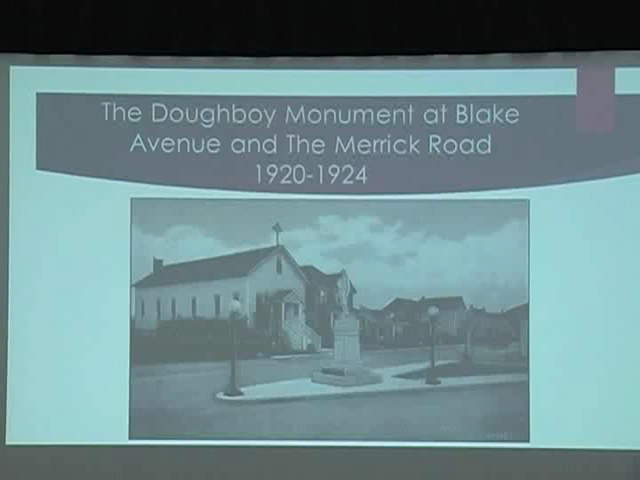 The Doughboy Monument at Blake
Avenue and The Merrick Road
1920-1924